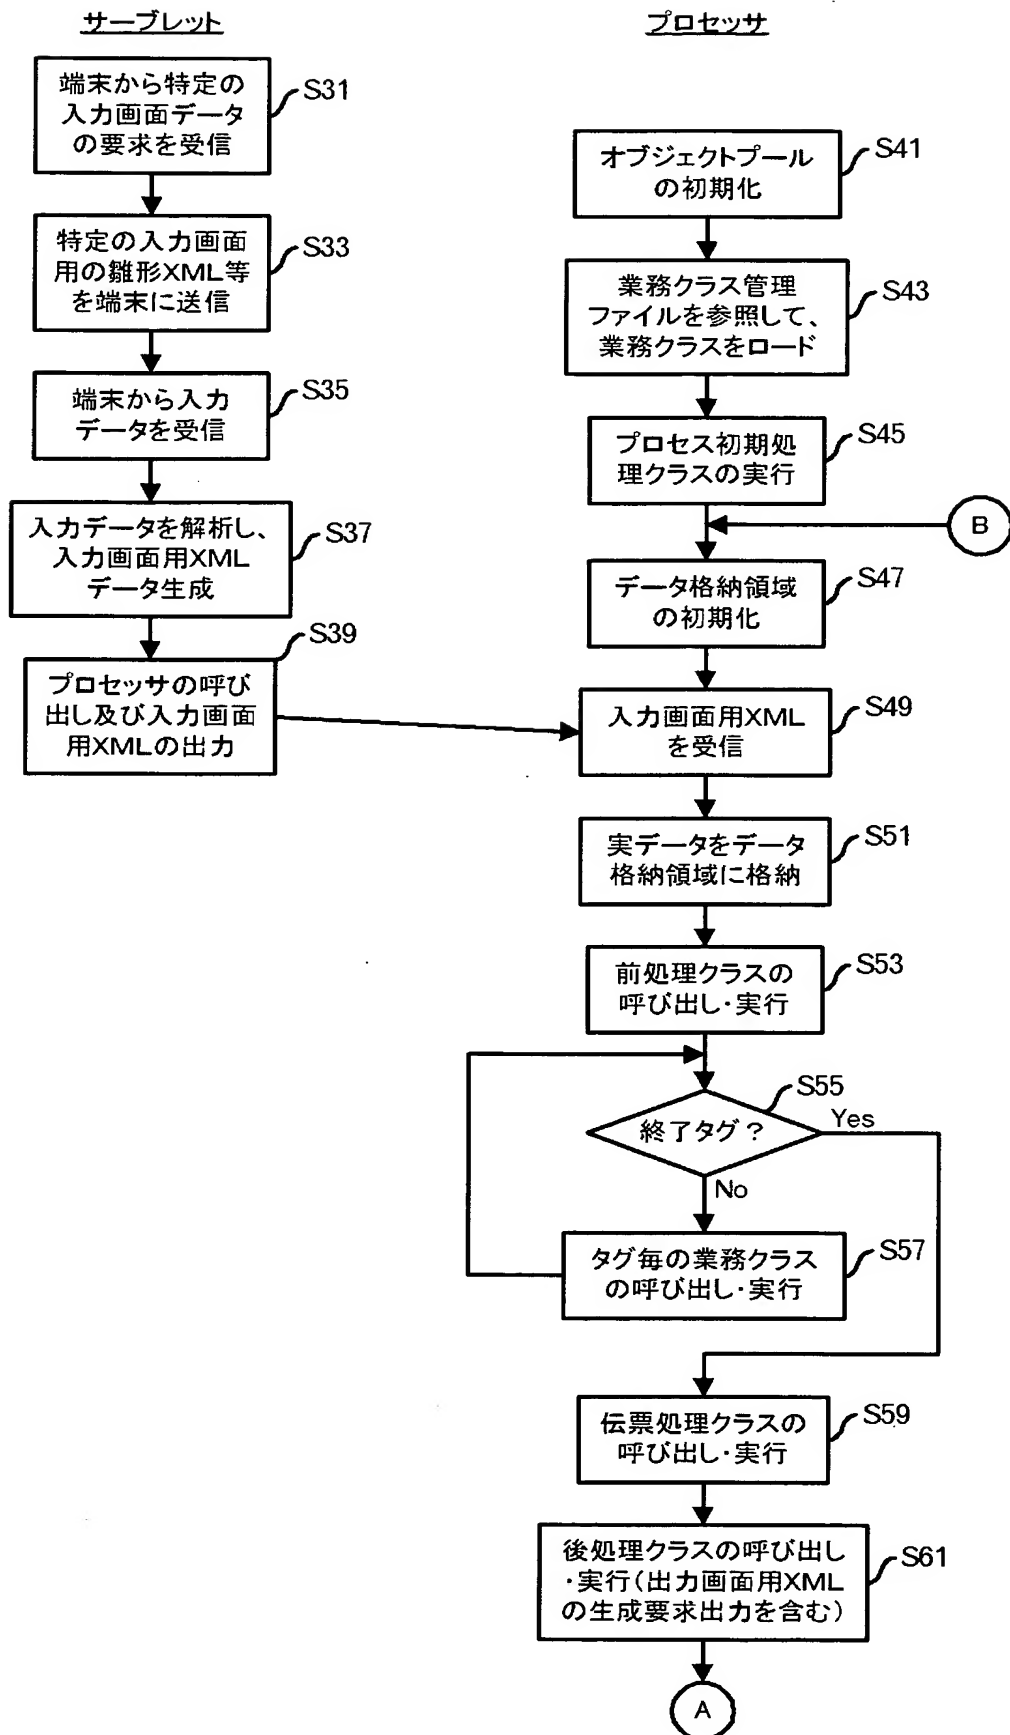 サーブレット
端末から特定の
入力画面データ
の要求を受信
S31
特定の入力画面
用の雛形XML等
を端末に送信
S33
端末から入力
データを受信
S35
入力データを解析し、
入力画面用XML
データ生成
S37
プロセッサの呼び
出し及び入力画面
用XMLの出力
S39
プロセッサ
オブジェクトプール
の初期化
S41
業務クラス管理
ファイルを参照して、
業務クラスをロード
S43
プロセス初期処
理クラスの実行
S45
B
データ格納領域
の初期化
S47
入力画面用XML
を受信
S49
実データをデータ
格納領域に格納
S51
前処理クラスの
呼び出し・実行
S53
終了タグ?
S55
Yes
No
タグ毎の業務クラス
の呼び出し・実行
S57
伝票処理クラスの
呼び出し・実行
S59
後処理クラスの呼び出し
・実行(出力画面用XML
の生成要求出力を含む)
S61
A